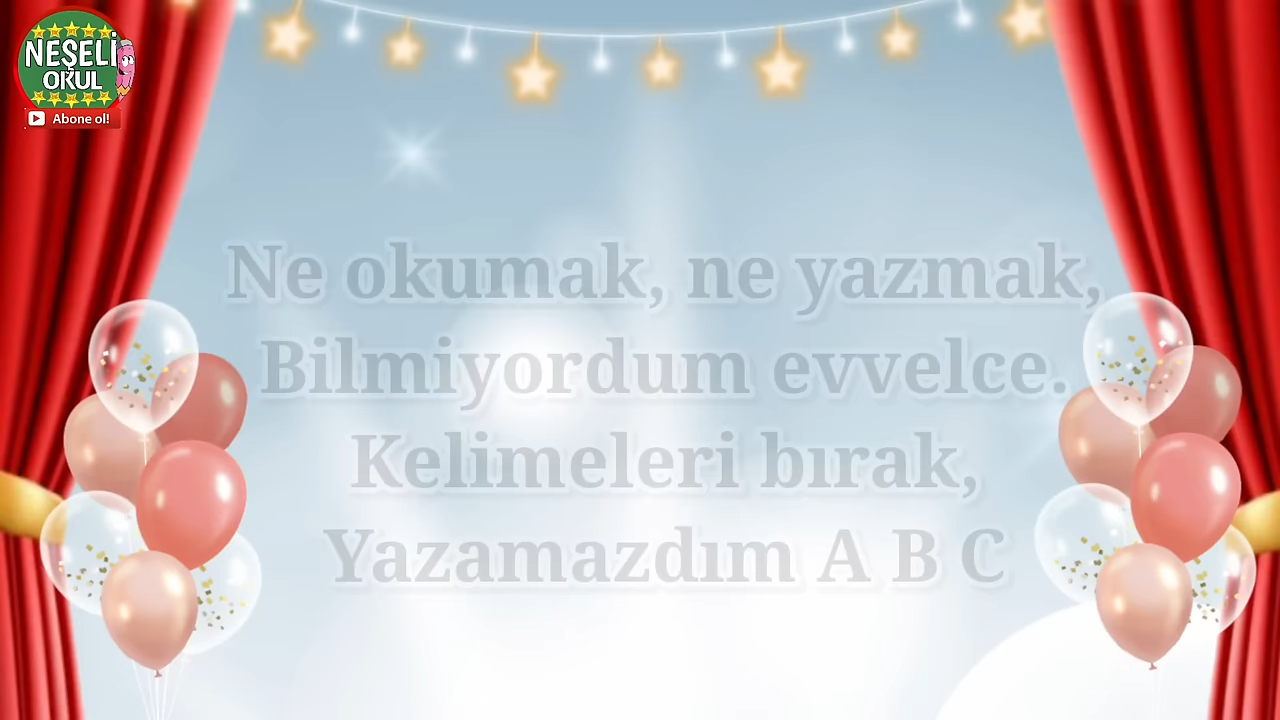 NEŞELİ
OKUL
Abone ol!
Ne okumak, ne yazmak,
Bilmiyordum evvelce.
Kelimeleri bırak,
Yazamazdım A B C